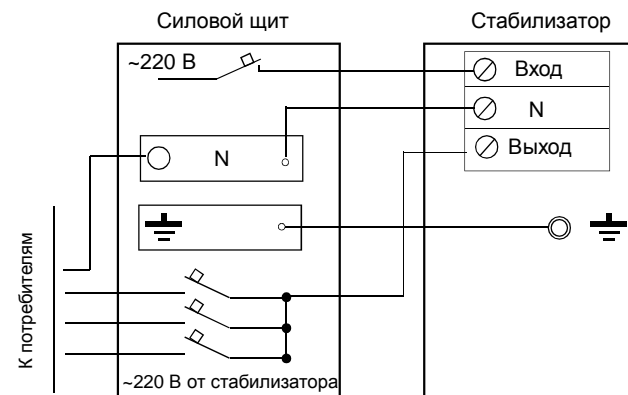 Силовой щит
Стабилизатор
~220 В
Вход
N
N
Выход
К потребителям
~220 В от стабилизатора